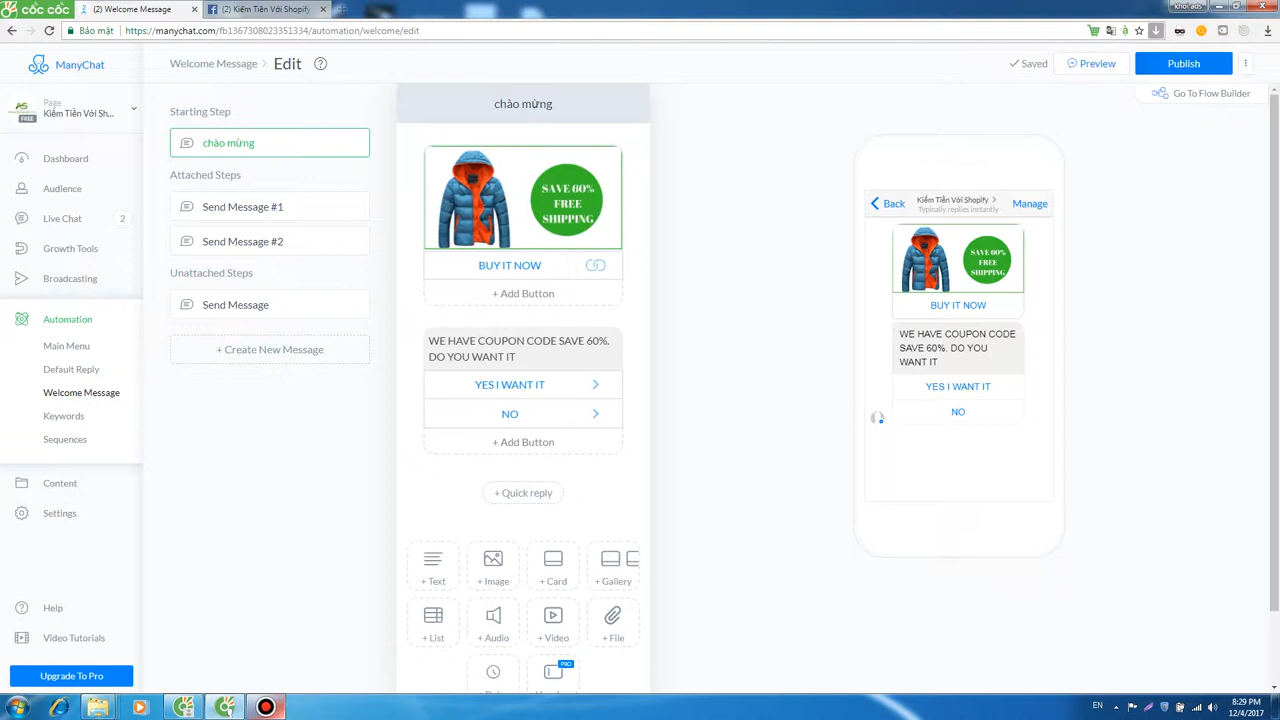 CỐC CỐC
(2) Welcome Message
(2) Kiếm Tiền Với Shopify
khoi ads
Bảo mật
https://manychat.com/fb1367308023351334/automation/welcome/edit
ManyChat
Welcome Message > Edit
Saved
Preview
Publish
Page
Kiếm Tiền Với Sh...
FREE
Go To Flow Builder
Dashboard
Audience
Live Chat 2
Growth Tools
Broadcasting
Automation
Main Menu
Default Reply
Welcome Message
Keywords
Sequences
Content
Settings
Help
Video Tutorials
Upgrade To Pro
Starting Step
chào mừng
Attached Steps
Send Message #1
Send Message #2
Unattached Steps
Send Message
+ Create New Message
chào mừng
SAVE 60%
FREE
SHIPPING
BUY IT NOW
+ Add Button
WE HAVE COUPON CODE SAVE 60%.
DO YOU WANT IT
YES I WANT IT
NO
+ Add Button
+ Quick reply
+ Text
+ Image
+ Card
+ Gallery
+ List
+ Audio
+ Video
+ File
PRO
Back
Kiếm Tiền Với Shopify >
Typically replies instantly
Manage
SAVE 60%
FREE
SHIPPING
BUY IT NOW
WE HAVE COUPON CODE
SAVE 60%. DO YOU
WANT IT
YES I WANT IT
NO
EN
8:29 PM
12/4/2017